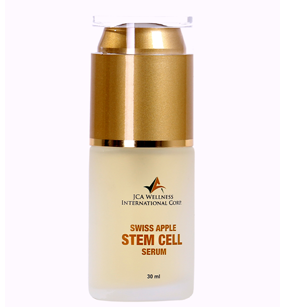 JCA WELLNESS
INTERNATIONAL CORP
SWISS APPLE
STEM CELL
SERUM
30 ml